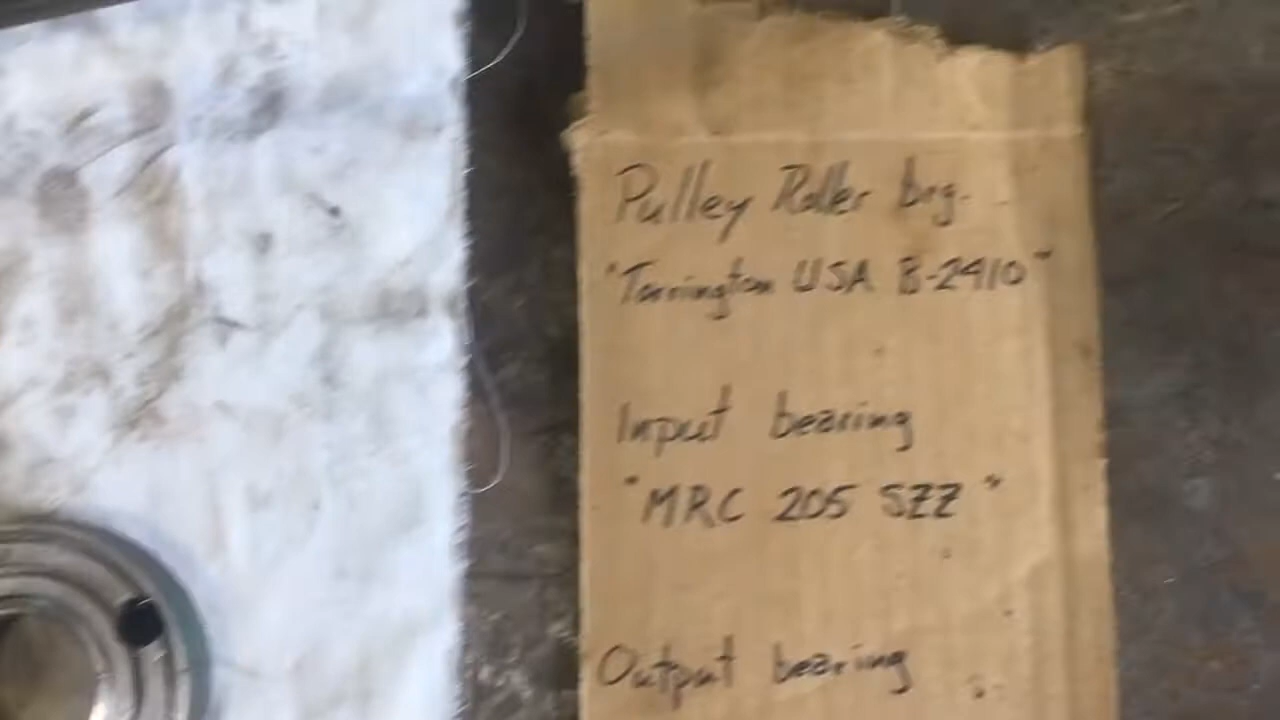 Pulley Roller brg.
"Torrington USA B-2410"
Input bearing
"MRC 205 SZZ"
Output bearing